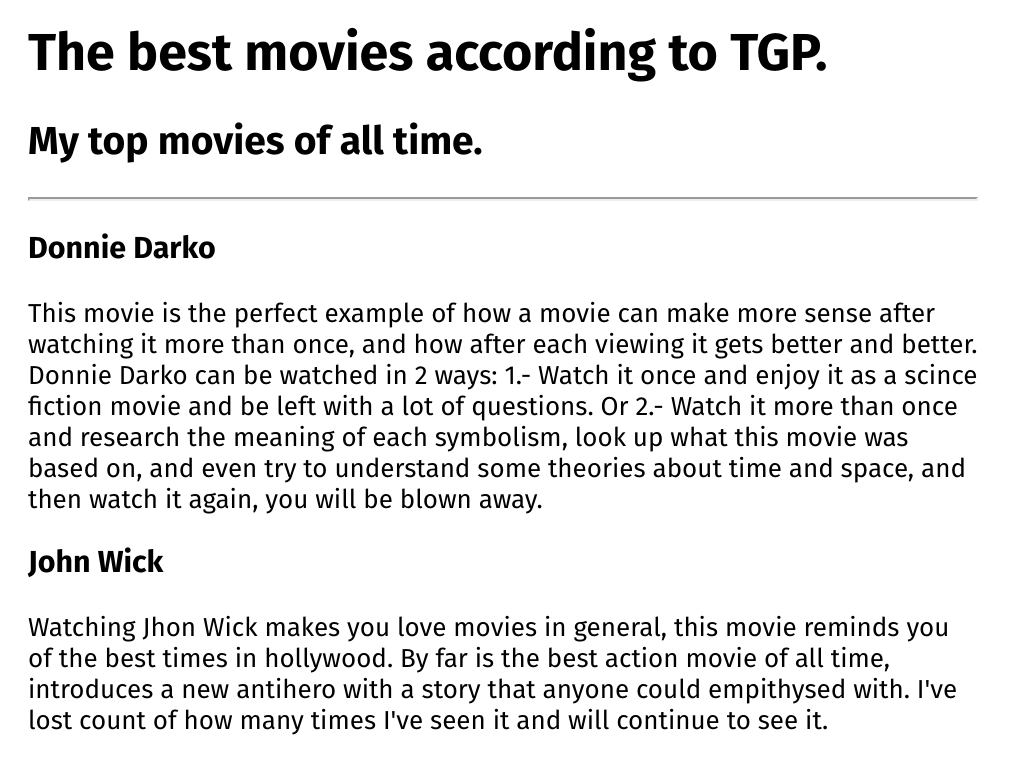 The best movies according to TGP.
My top movies of all time.
Donnie Darko
This movie is the perfect example of how a movie can make more sense after
watching it more than once, and how after each viewing it gets better and better.
Donnie Darko can be watched in 2 ways: 1.- Watch it once and enjoy it as a scince
fiction movie and be left with a lot of questions. Or 2.- Watch it more than once
and research the meaning of each symbolism, look up what this movie was
based on, and even try to understand some theories about time and space, and
then watch it again, you will be blown away.
John Wick
Watching Jhon Wick makes you love movies in general, this movie reminds you
of the best times in hollywood. By far is the best action movie of all time,
introduces a new antihero with a story that anyone could empithysed with. I've
lost count of how many times I've seen it and will continue to see it.